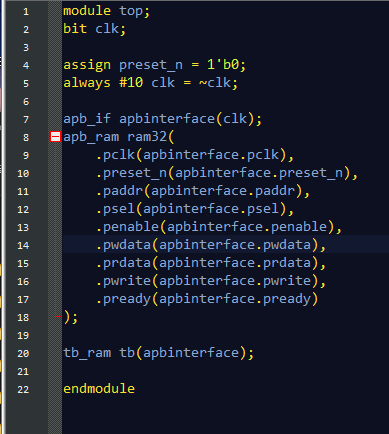 1 module top;
2 bit clk;
3
4 assign preset_n = 1'b0;
5 always #10 clk = ~clk;
6
7 apb_if apbinterface(clk);
8 apb_ram ram32(
9 .pclk(apbinterface.pclk),
10 .preset_n(apbinterface.preset_n),
11 .paddr(apbinterface.paddr),
12 .psel(apbinterface.psel),
13 .penable(apbinterface.penable),
14 .pwdata(apbinterface.pwdata),
15 .prdata(apbinterface.prdata),
16 .pwrite(apbinterface.pwrite),
17 .pready(apbinterface.pready)
18 );
19
20 tb_ram tb(apbinterface);
21
22 endmodule